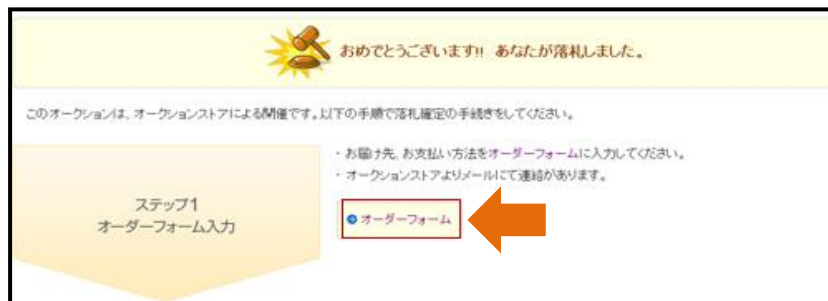 おめでとうございます!! あなたが落札しました。
このオークションは、オークションストアによる開催です。以下の手順で落札確定の手続きをしてください。
・お届け先、お支払い方法をオーダーフォームに入力してください。
・オークションストアよりメールにて連絡があります。
ステップ1
オーダーフォーム入力
オーダーフォーム